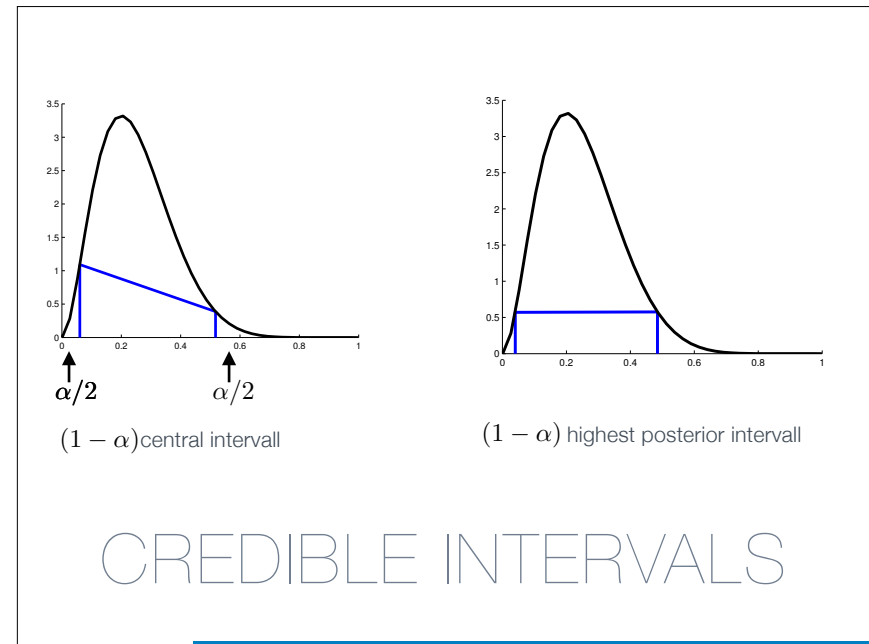 3.5
3
2.5
2
1.5
1
0.5
0
0 0.2 0.4 0.6 0.8 1
α/2 α/2
(1 − α)central intervall
3.5
3
2.5
2
1.5
1
0.5
0
0 0.2 0.4 0.6 0.8 1
(1 − α) highest posterior intervall
CREDIBLE INTERVALS